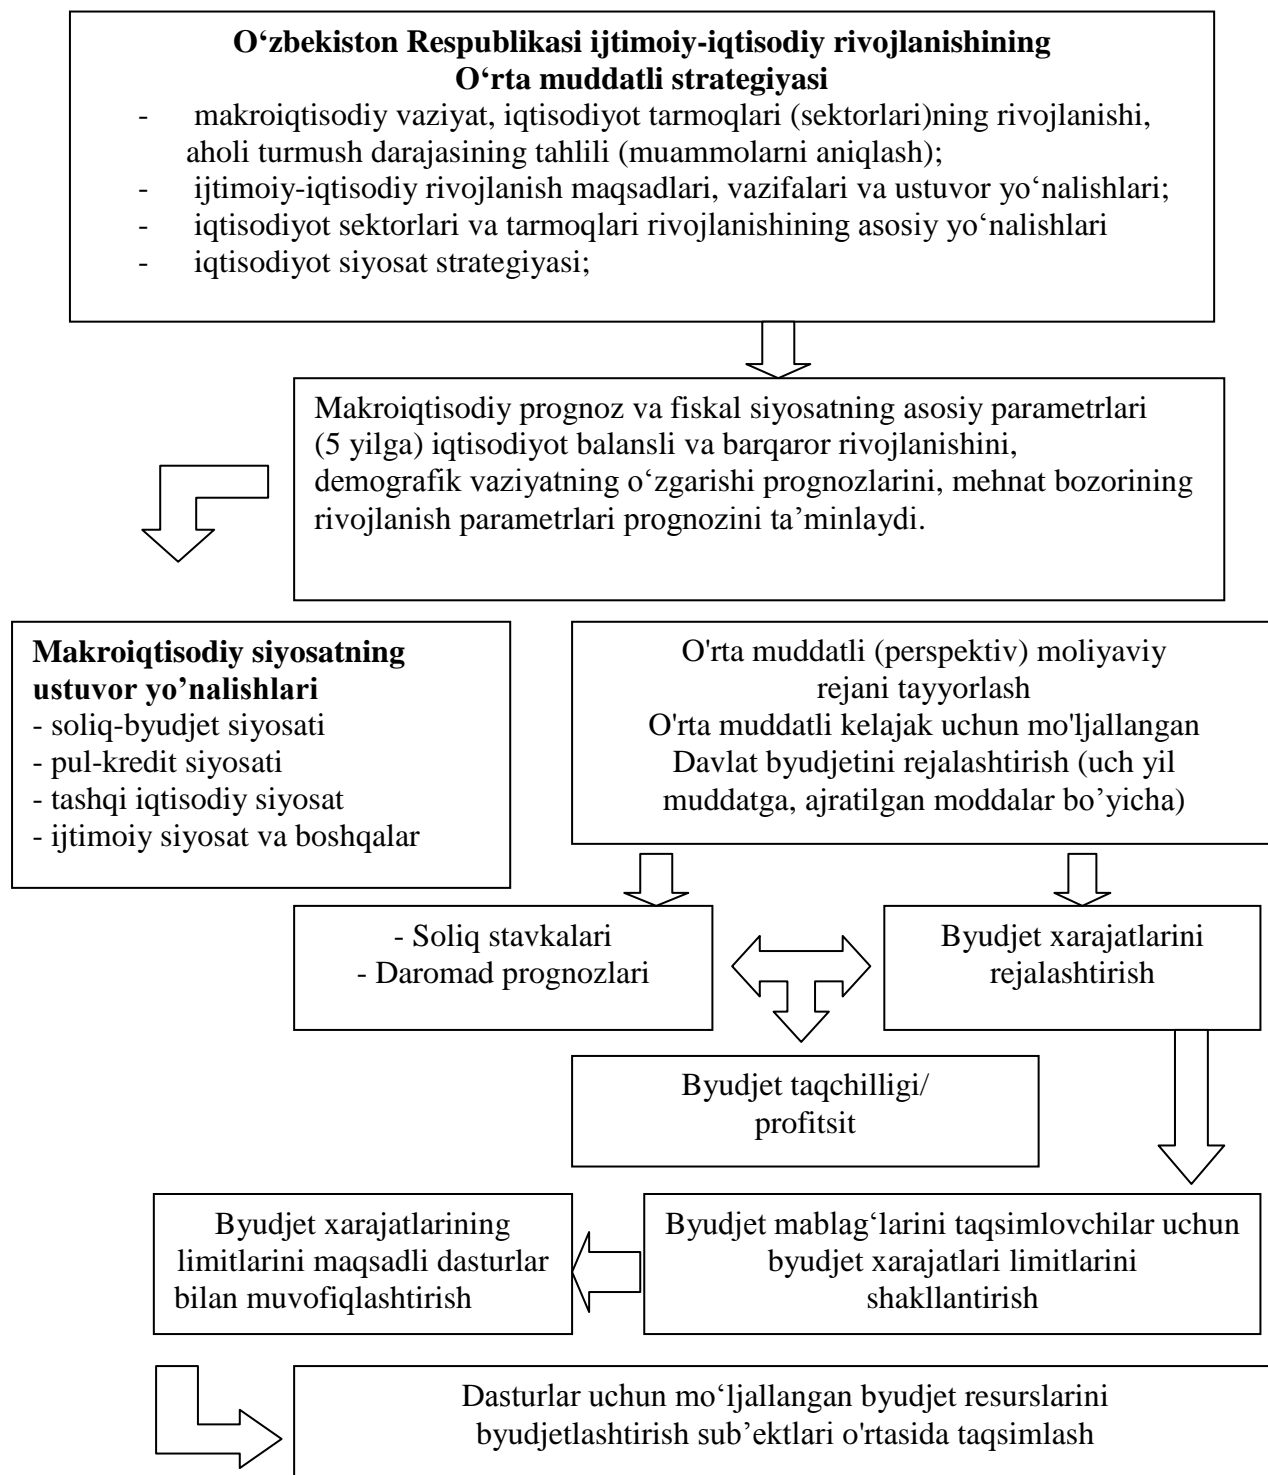 O‘zbekiston Respublikasi ijtimoiy-iqtisodiy rivojlanishining
O‘rta muddatli strategiyasi
- makroiqtisodiy vaziyat, iqtisodiyot tarmoqlari (sektorlari)ning rivojlanishi,
aholi turmush darajasining tahlili (muammolarni aniqlash);
- ijtimoiy-iqtisodiy rivojlanish maqsadlari, vazifalari va ustuvor yo‘nalishlari;
- iqtisodiyot sektorlari va tarmoqlari rivojlanishining asosiy yo‘nalishlari
- iqtisodiyot siyosat strategiyasi;
Makroiqtisodiy prognoz va fiskal siyosatning asosiy parametrlari
(5 yilga) iqtisodiyot balansli va barqaror rivojlanishini,
demografik vaziyatning o‘zgarishi prognozlarini, mehnat bozorining
rivojlanish parametrlari prognozini ta’minlaydi.
Makroiqtisodiy siyosatning
ustuvor yo’nalishlari
- soliq-byudjet siyosati
- pul-kredit siyosati
- tashqi iqtisodiy siyosat
- ijtimoiy siyosat va boshqalar
O'rta muddatli (perspektiv) moliyaviy
rejani tayyorlash
O'rta muddatli kelajak uchun mo'ljallangan
Davlat byudjetini rejalashtirish (uch yil
muddatga, ajratilgan moddalar bo’yicha)
- Soliq stavkalari
- Daromad prognozlari
Byudjet xarajatlarini
rejalashtirish
Byudjet taqchilligi/
profitsit
Byudjet xarajatlarining
limitlarini maqsadli dasturlar
bilan muvofiqlashtirish
Byudjet mablag‘larini taqsimlovchilar uchun
byudjet xarajatlari limitlarini
shakllantirish
Dasturlar uchun mo‘ljallangan byudjet resurslarini
byudjetlashtirish sub’ektlari o'rtasida taqsimlash